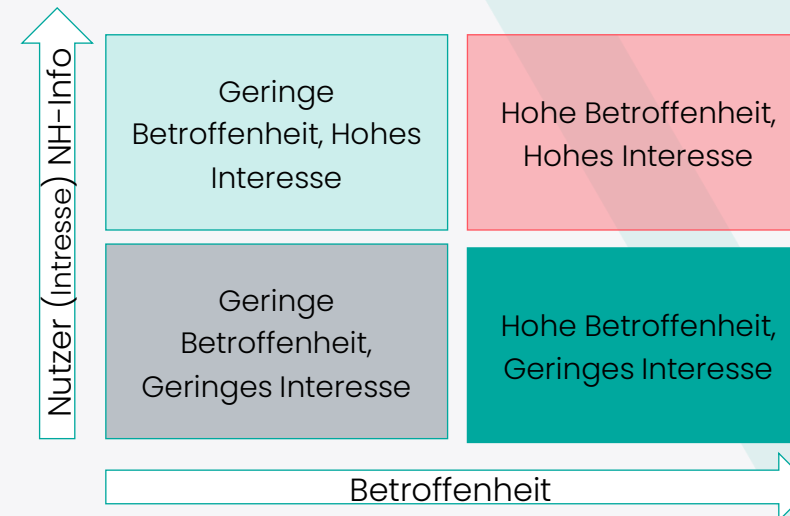 Nutzer (Intresse) NH-Info
Geringe
Betroffenheit, Hohes
Interesse
Hohe Betroffenheit,
Hohes Interesse
Geringe
Betroffenheit,
Geringes Interesse
Hohe Betroffenheit,
Geringes Interesse
Betroffenheit